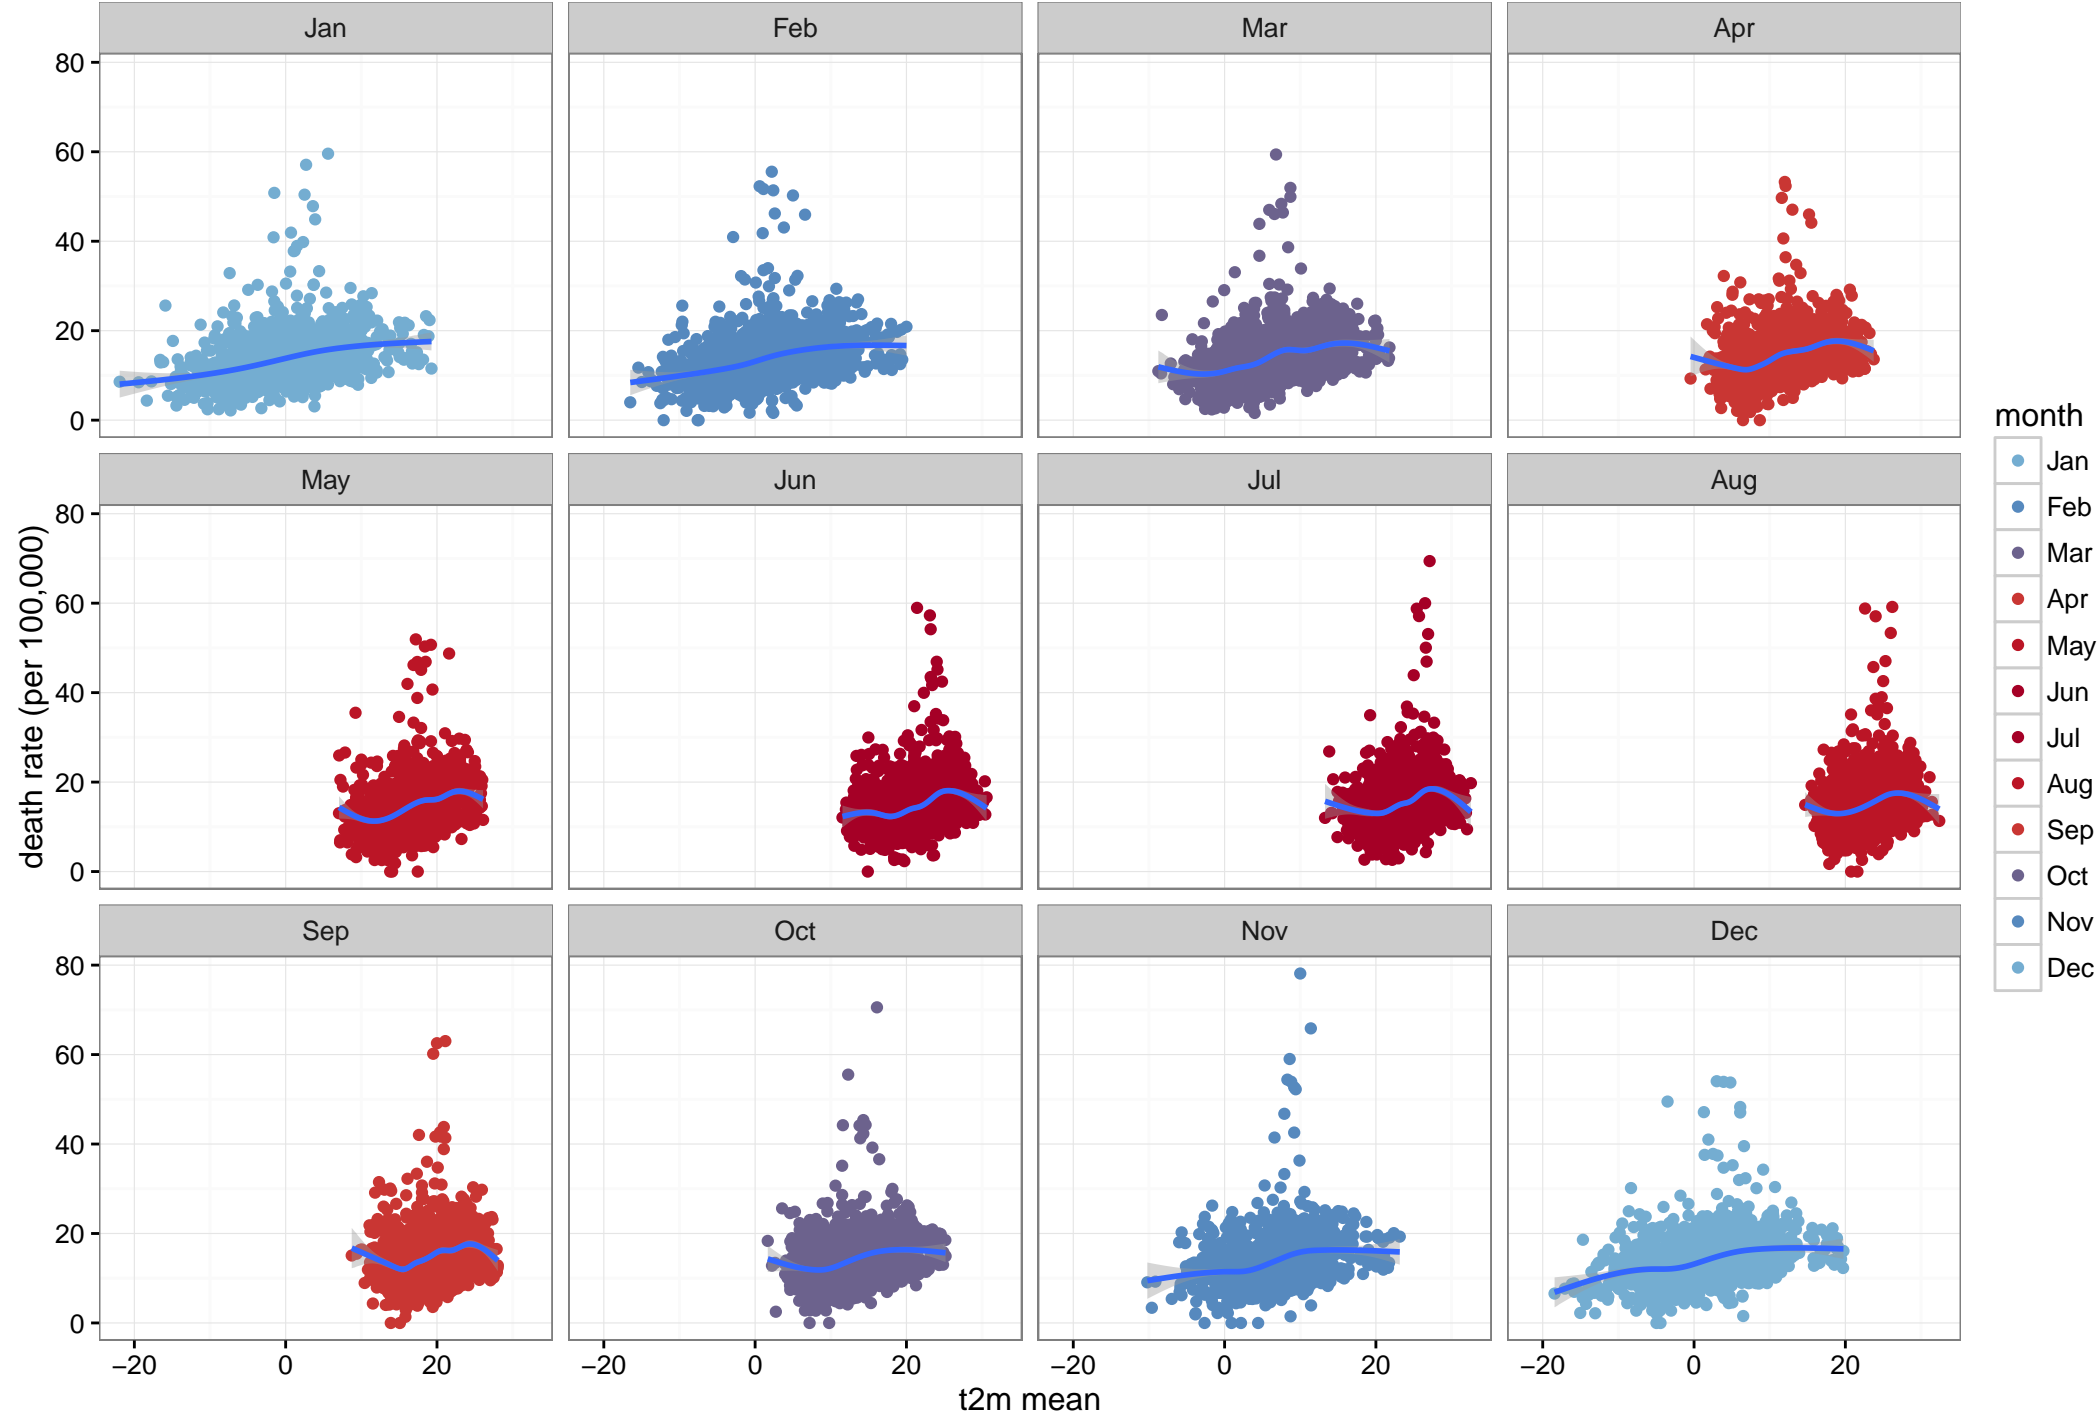 Jan Feb Mar Apr
80
60
40
20
0
May Jun Jul Aug
80
60
40
20
0
Sep Oct Nov Dec
80
60
40
20
0
−20 0 20 −20 0 20 −20 0 20 −20 0 20
t2m mean
death rate (per 100,000)
month
Jan
Feb
Mar
Apr
May
Jun
Jul
Aug
Sep
Oct
Nov
Dec